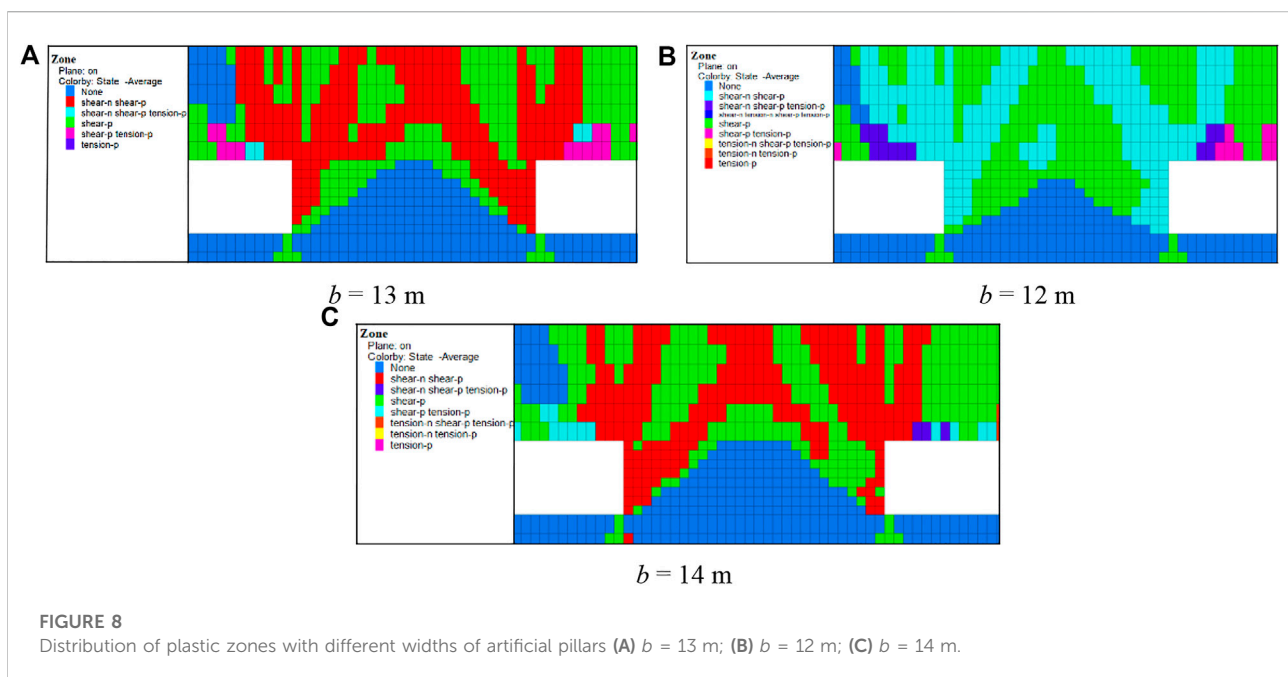 A
Zone
Plane: on
Colorby: State -Average
None
shear-n shear-p
shear-n shear-p tension-p
shear-p
shear-p tension-p
tension-p
b = 13 m
B
Zone
Plane: on
Colorby: State -Average
None
shear-n shear-p
shear-n shear-p tension-p
shear-n tension-n shear-p tension-p
shear-p
shear-p tension-p
tension-n shear-p tension-p
tension-n tension-p
tension-p
b = 12 m
C
Zone
Plane: on
Colorby: State -Average
None
shear-n shear-p
shear-n shear-p tension-p
shear-p
shear-p tension-p
tension-n shear-p tension-p
tension-n tension-p
tension-p
b = 14 m
FIGURE 8
Distribution of plastic zones with different widths of artificial pillars (A) b = 13 m; (B) b = 12 m; (C) b = 14 m.